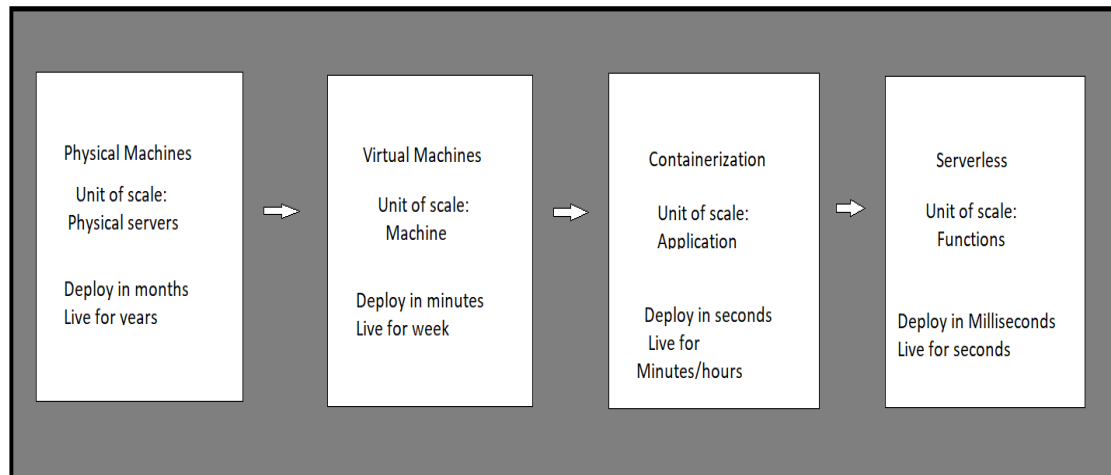 Physical Machines
Unit of scale:
Physical servers
Deploy in months
Live for years
Virtual Machines
Unit of scale:
Machine
Deploy in minutes
Live for week
Containerization
Unit of scale:
Application
Deploy in seconds
Live for
Minutes/hours
Serverless
Unit of scale:
Functions
Deploy in Milliseconds
Live for seconds